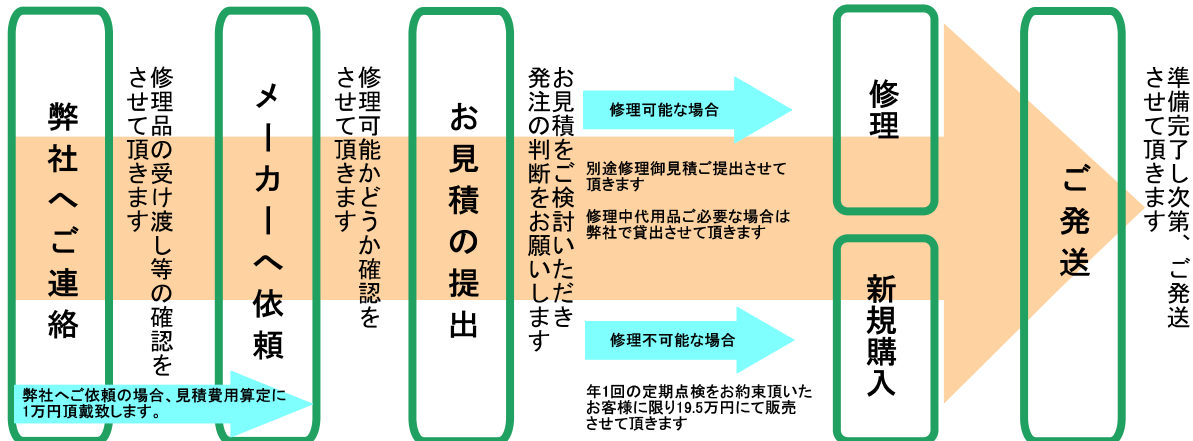 弊社へご連絡
修理品の受け渡し等の確認を
させて頂きます
メーカーへ依頼
修理可能かどうか確認を
させて頂きます
弊社へご依頼の場合、見積費用算定に
1万円頂戴致します。
お見積の提出
お見積をご検討いただき
発注の判断をお願いします
修理可能な場合
別途修理御見積ご提出させて
頂きます
修理中代用品ご必要な場合は
弊社で貸出させて頂きます
修理
修理不可能な場合
年1回の定期点検をお約束頂いた
お客様に限り19.5万円にて販売
させて頂きます
新規購入
ご発送
準備完了し次第、ご発送
させて頂きます